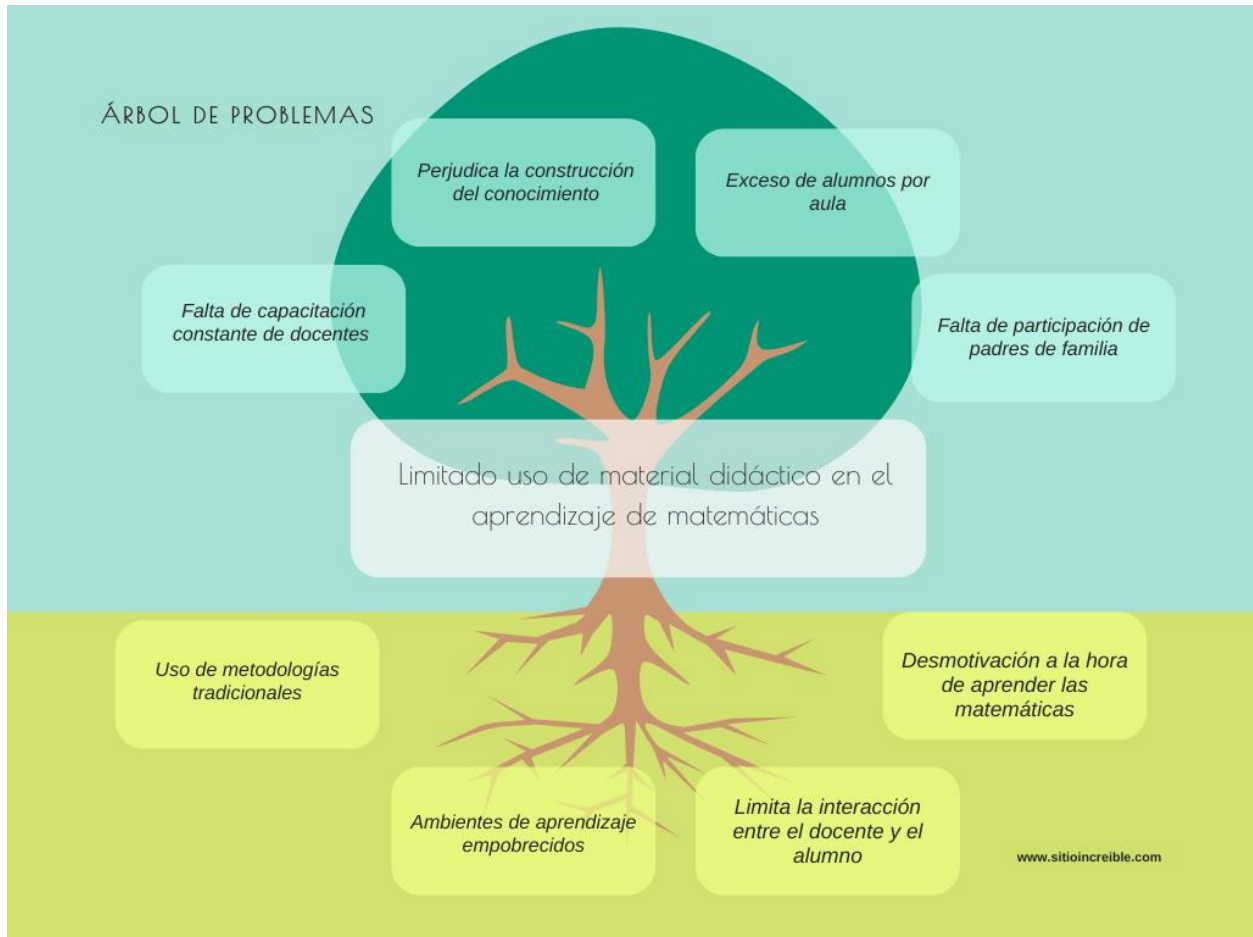 ÁRBOL DE PROBLEMAS
Perjudica la construcción
del conocimiento
Exceso de alumnos por
aula
Falta de capacitación
constante de docentes
Falta de participación de
padres de familia
Limitado uso de material didáctico en el
aprendizaje de matemáticas
Uso de metodologías
tradicionales
Desmotivación a la hora
de aprender las
matemáticas
Ambientes de aprendizaje
empobrecidos
Limita la interacción
entre el docente y el
alumno
www.sitioincreible.com